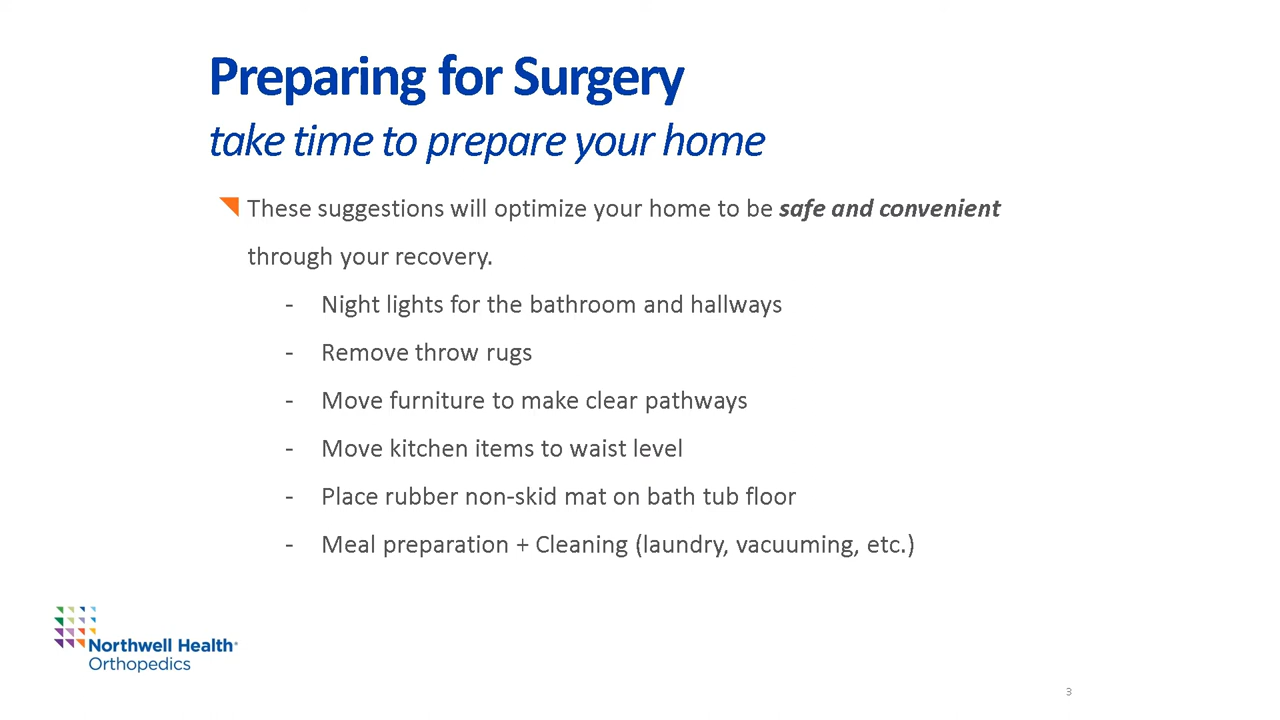 Preparing for Surgery
take time to prepare your home
These suggestions will optimize your home to be safe and convenient
through your recovery.
- Night lights for the bathroom and hallways
- Remove throw rugs
- Move furniture to make clear pathways
- Move kitchen items to waist level
- Place rubber non-skid mat on bath tub floor
- Meal preparation + Cleaning (laundry, vacuuming, etc.)
Northwell Health
Orthopedics
3